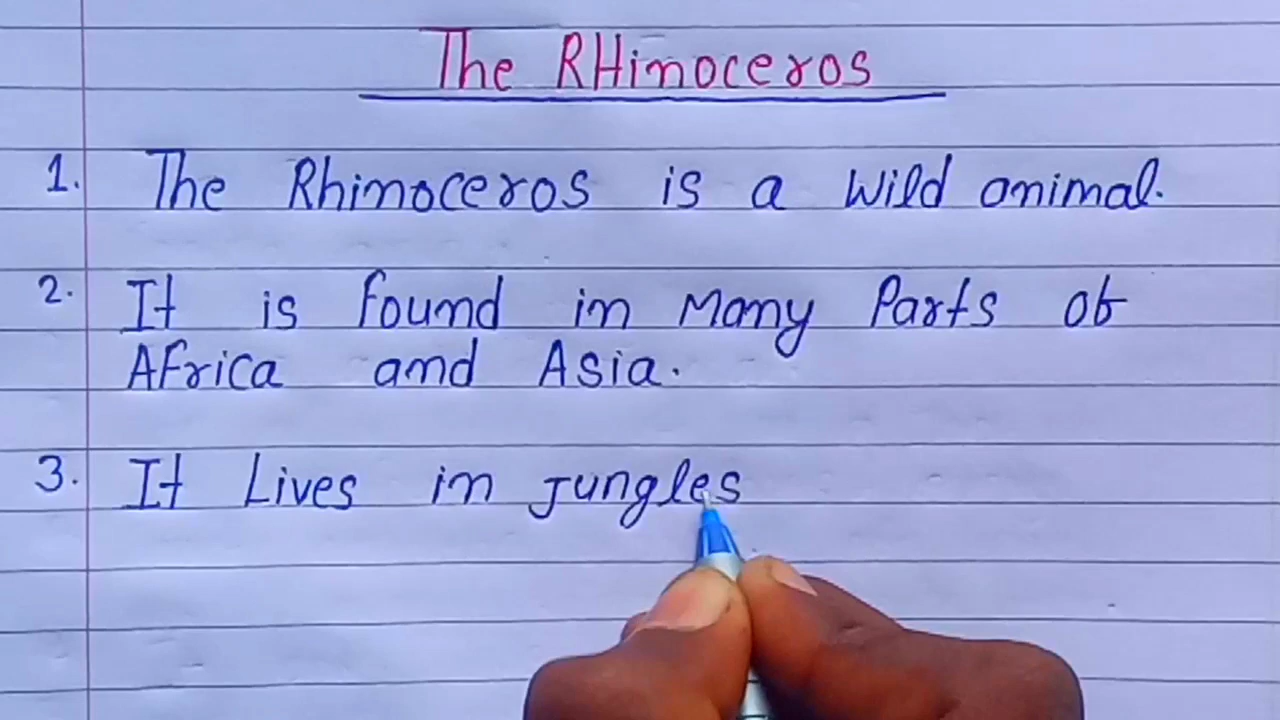 The RHinoceros
1. The Rhinoceros is a Wild animal.
2. It is found in Many Parts of
Africa and Asia.
3. It Lives in Jungles